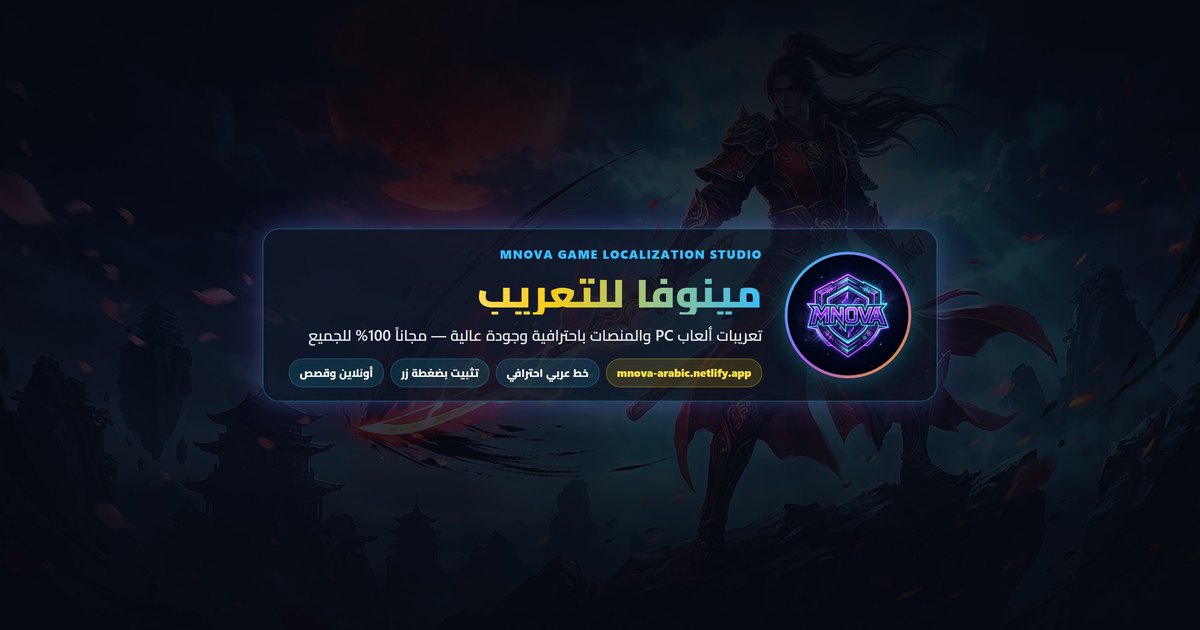 MNOVA GAME LOCALIZATION STUDIO
مينوفا للتعريب
تعريبات ألعاب PC والمنصات باحترافية وجودة عالية — مجاناً 100% للجميع
mnova-arabic.netlify.app خط عربي احترافي تثبيت بضغطة زر أونلاين وقصص
MNOVA